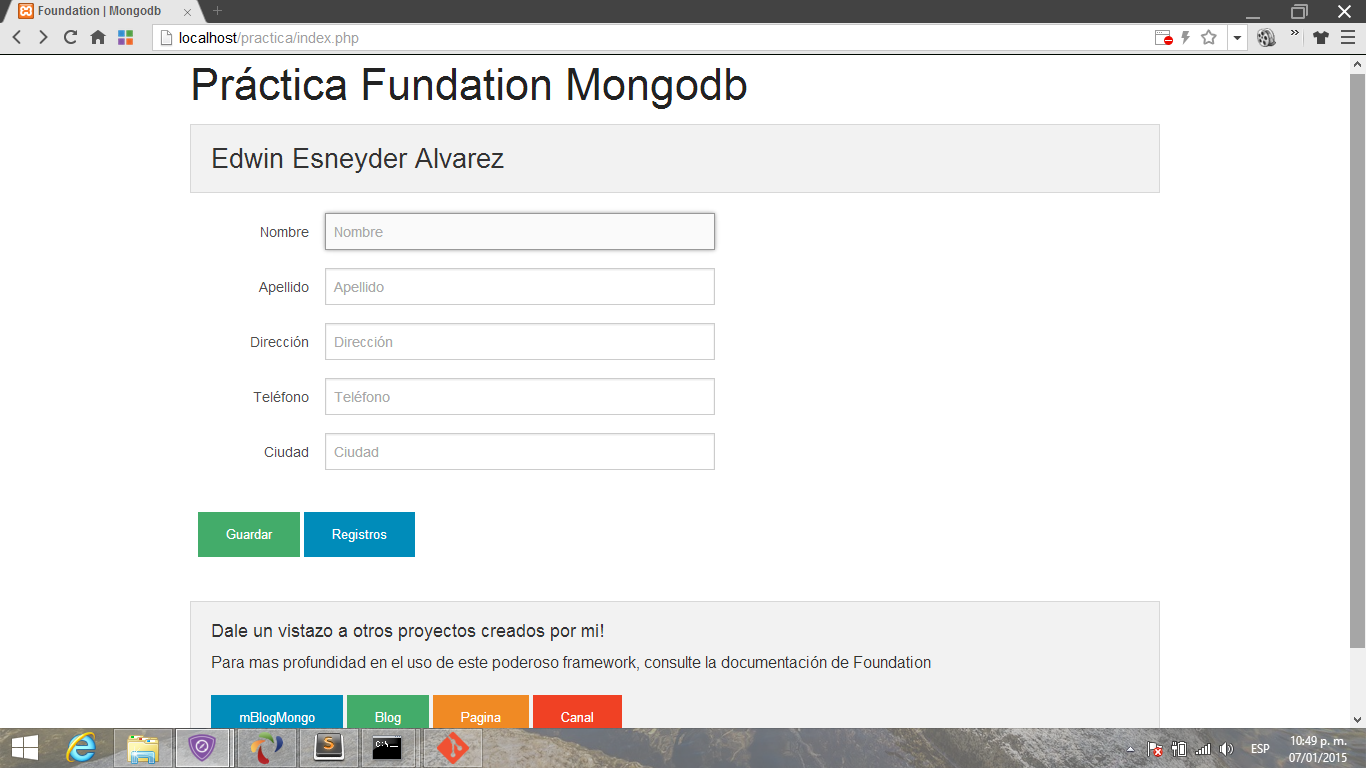 Foundation | Mongodb
localhost/practica/index.php
Práctica Fundation Mongodb
Edwin Esneyder Alvarez
Nombre Nombre
Apellido Apellido
Dirección Dirección
Teléfono Teléfono
Ciudad Ciudad
Guardar Registros
Dale un vistazo a otros proyectos creados por mi!
Para mas profundidad en el uso de este poderoso framework, consulte la documentación de Foundation
mBlogMongo Blog Pagina Canal
ESP 10:49 p. m.
07/01/2015